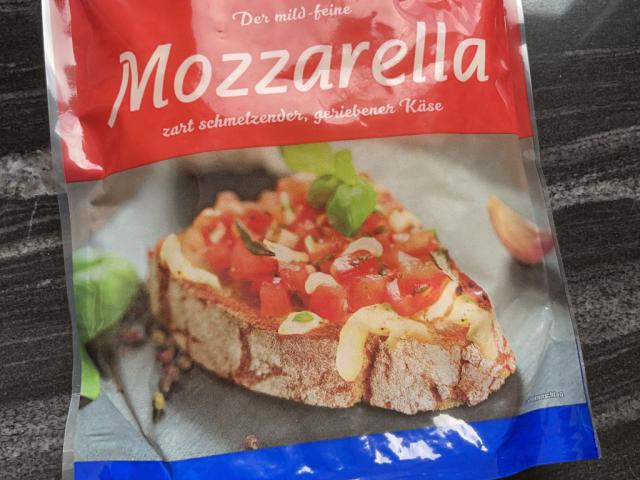 Der mild-feine
Mozzarella
zart schmelzender, geriebener Käse